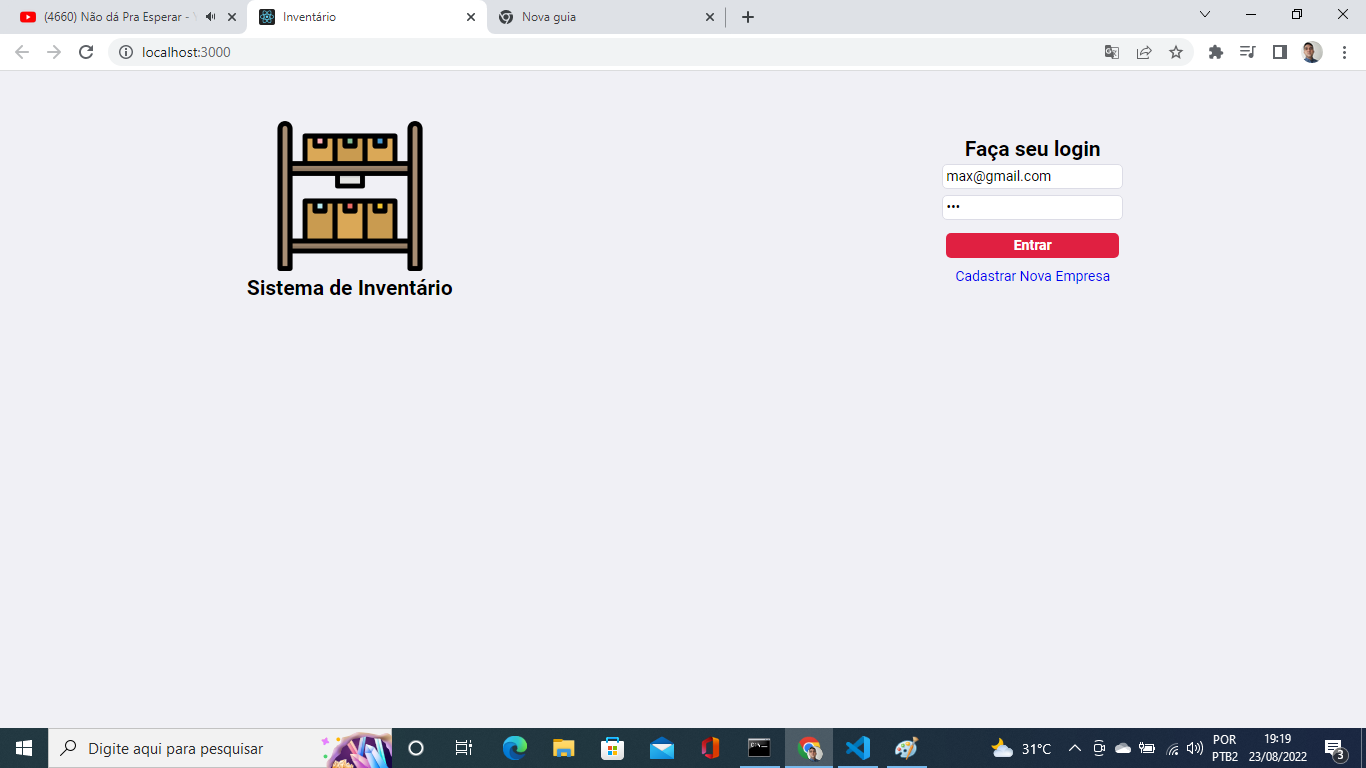 (4660) Não dá Pra Esperar -
Inventário
Nova guia
localhost:3000
Sistema de Inventário
Faça seu login
max@gmail.com
•••
Entrar
Cadastrar Nova Empresa
Digite aqui para pesquisar
31°C
POR
PTB2
19:19
23/08/2022
3